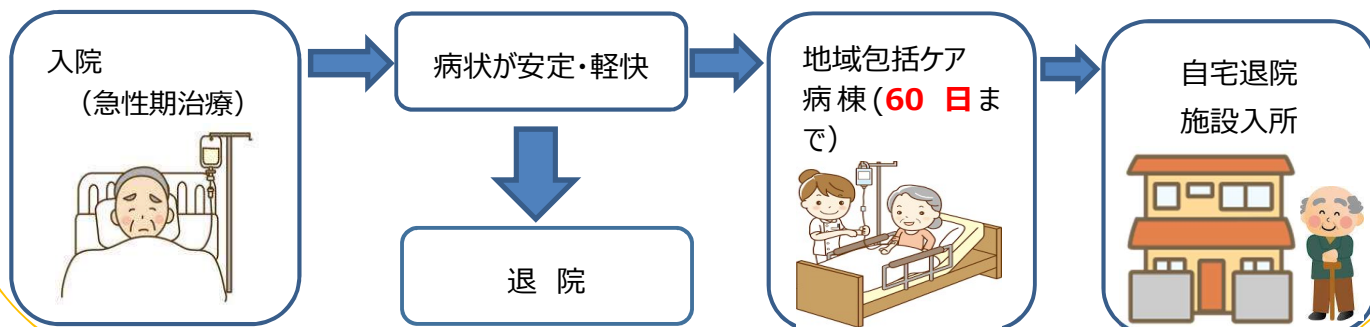 入院
（急性期治療）
病状が安定・軽快
退 院
地域包括ケア
病棟(60 日ま
で)
自宅退院
施設入所